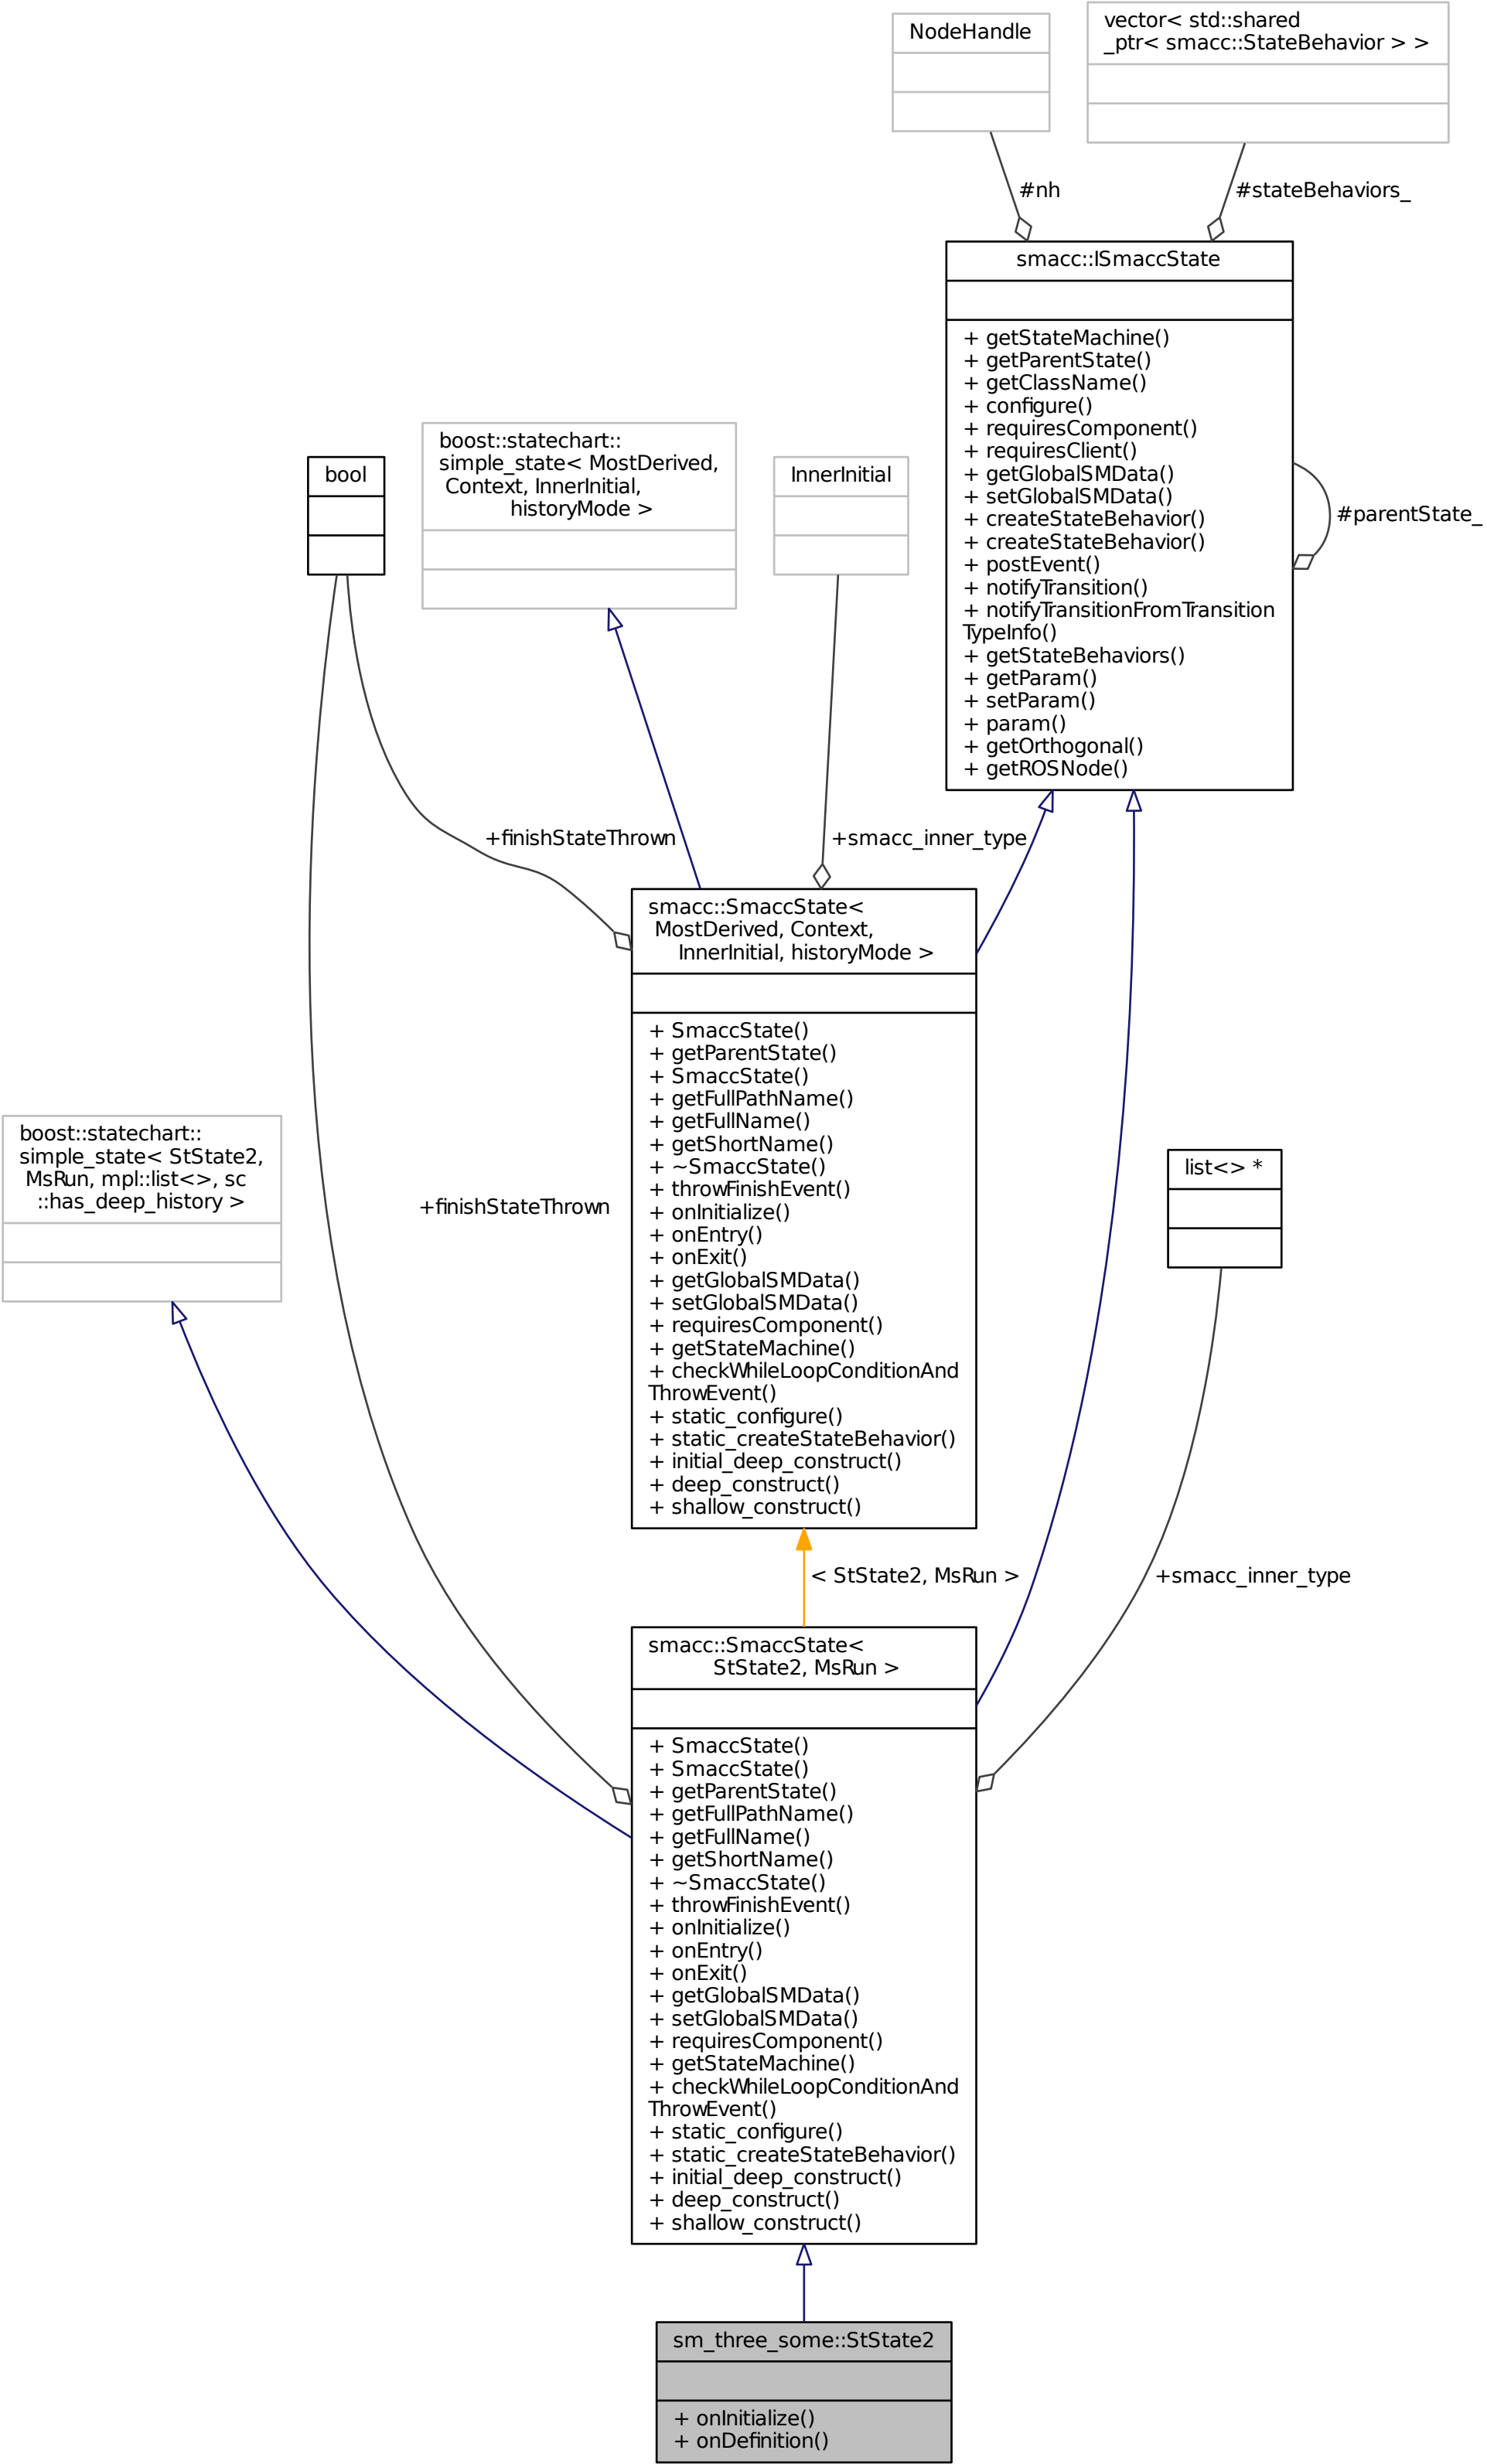 NodeHandle
vector< std::shared
_ptr< smacc::StateBehavior > >
#nh
#stateBehaviors_
smacc::ISmaccState
+ getStateMachine()
+ getParentState()
+ getClassName()
+ configure()
+ requiresComponent()
+ requiresClient()
+ getGlobalSMData()
+ setGlobalSMData()
+ createStateBehavior()
+ createStateBehavior()
+ postEvent()
+ notifyTransition()
+ notifyTransitionFromTransition
TypeInfo()
+ getStateBehaviors()
+ getParam()
+ setParam()
+ param()
+ getOrthogonal()
+ getROSNode()
#parentState_
boost::statechart::
simple_state< MostDerived,
Context, InnerInitial,
historyMode >
bool
InnerInitial
+finishStateThrown
+smacc_inner_type
smacc::SmaccState<
MostDerived, Context,
InnerInitial, historyMode >
+ SmaccState()
+ getParentState()
+ SmaccState()
+ getFullPathName()
+ getFullName()
+ getShortName()
+ ~SmaccState()
+ throwFinishEvent()
+ onInitialize()
+ onEntry()
+ onExit()
+ getGlobalSMData()
+ setGlobalSMData()
+ requiresComponent()
+ getStateMachine()
+ checkWhileLoopConditionAnd
ThrowEvent()
+ static_configure()
+ static_createStateBehavior()
+ initial_deep_construct()
+ deep_construct()
+ shallow_construct()
boost::statechart::
simple_state< StState2,
MsRun, mpl::list<>, sc
::has_deep_history >
+finishStateThrown
list<> *
< StState2, MsRun >
+smacc_inner_type
smacc::SmaccState<
StState2, MsRun >
+ SmaccState()
+ SmaccState()
+ getParentState()
+ getFullPathName()
+ getFullName()
+ getShortName()
+ ~SmaccState()
+ throwFinishEvent()
+ onInitialize()
+ onEntry()
+ onExit()
+ getGlobalSMData()
+ setGlobalSMData()
+ requiresComponent()
+ getStateMachine()
+ checkWhileLoopConditionAnd
ThrowEvent()
+ static_configure()
+ static_createStateBehavior()
+ initial_deep_construct()
+ deep_construct()
+ shallow_construct()
sm_three_some::StState2
+ onInitialize()
+ onDefinition()